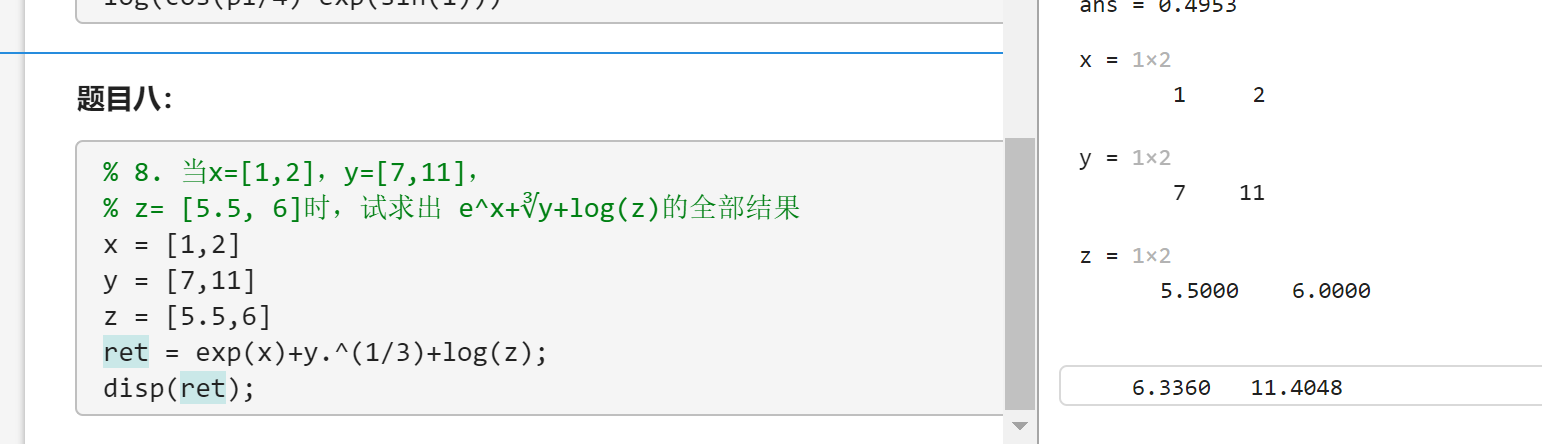 log(cos(pi/4)*exp(sin(1)))
题目八：
% 8. 当x=[1,2]，y=[7,11]，
% z= [5.5, 6]时，试求出 e^x+∛y+log(z)的全部结果
x = [1,2]
y = [7,11]
z = [5.5,6]
ret = exp(x)+y.^(1/3)+log(z);
disp(ret);
ans = 0.4953
x = 1×2
1 2
y = 1×2
7 11
z = 1×2
5.5000 6.0000
6.3360 11.4048